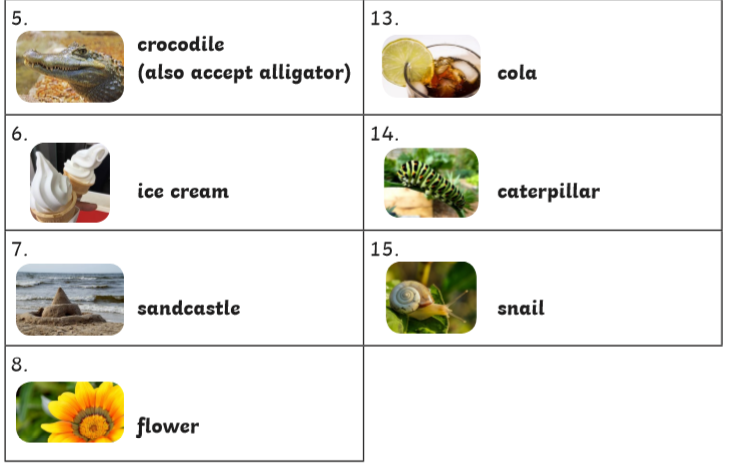 5.
crocodile
(also accept alligator)
6.
ice cream
7.
sandcastle
8.
flower
13.
cola
14.
caterpillar
15.
snail